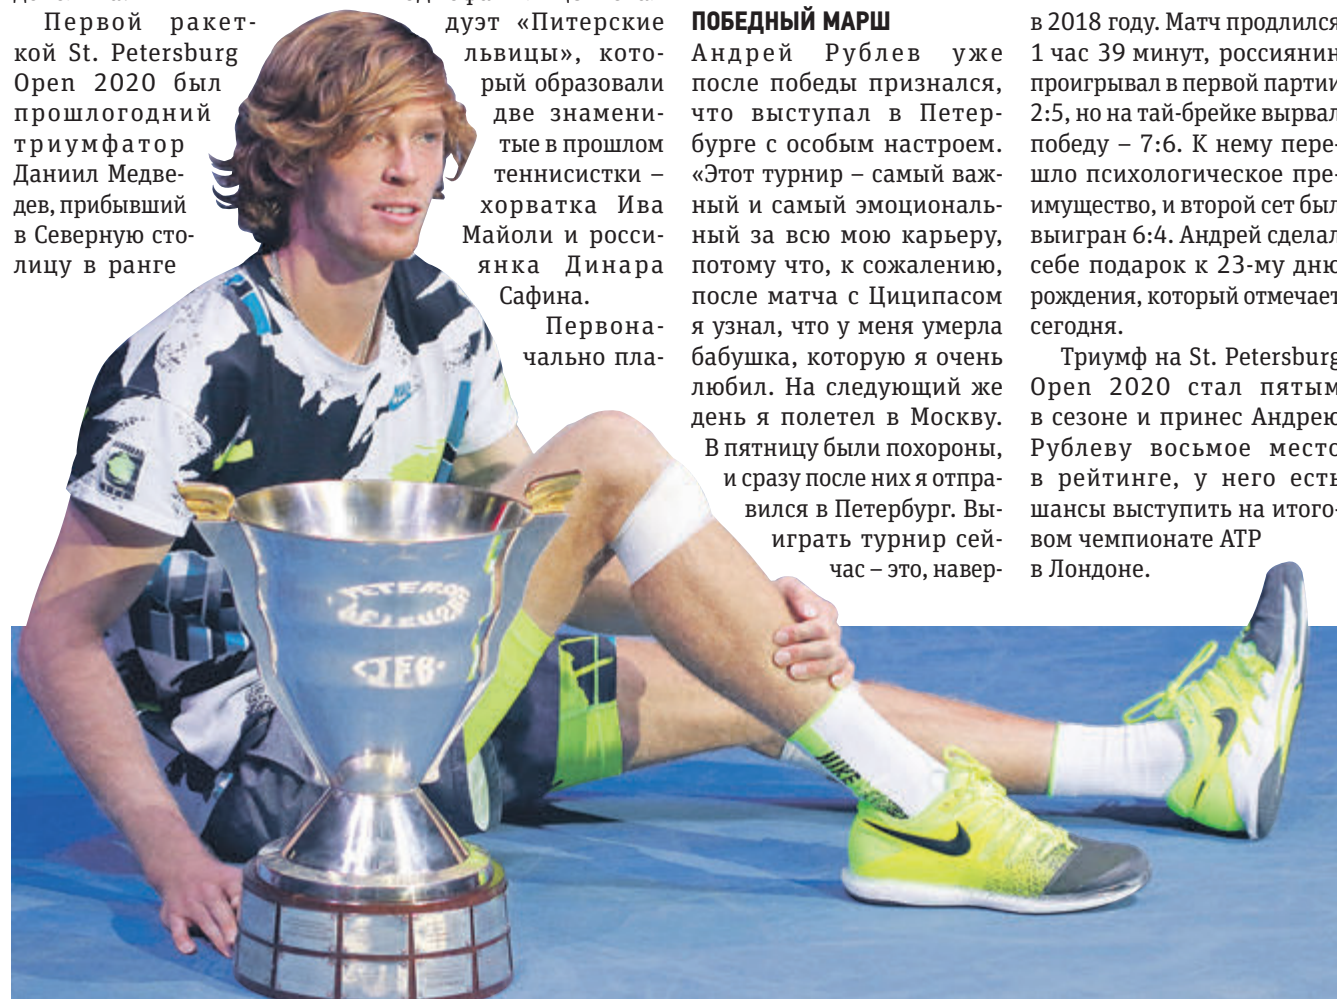 Первой ракет-
кой St. Petersburg
Open 2020 был
прошлогодний
триумфатор
Даниил Медве-
дев, прибывший
в Северную сто-
лицу в ранге
дуэт «Питерские
львицы», кото-
рый образовали
две знамени-
тые в прошлом
теннисистки –
хорватка Ива
Майоли и росси-
янка Динара
Сафина.
Первона-
чально пла-
ПОБЕДНЫЙ МАРШ
Андрей Рублев уже
после победы признался,
что выступал в Петер-
бурге с особым настроем.
«Этот турнир – самый важ-
ный и самый эмоциональ-
ный за всю мою карьеру,
потому что, к сожалению,
после матча с Циципасом
я узнал, что у меня умерла
бабушка, которую я очень
любил. На следующий же
день я полетел в Москву.
В пятницу были похороны,
и сразу после них я отпра-
вился в Петербург. Вы-
играть турнир сей-
час – это, навер-
в 2018 году. Матч продлился
1 час 39 минут, россиянин
проигрывал в первой партии
2:5, но на тай-брейке вырвал
победу – 7:6. К нему пере-
шло психологическое пре-
имущество, и второй сет был
выигран 6:4. Андрей сделал
себе подарок к 23-му дню
рождения, который отмечает
сегодня.
Триумф на St. Petersburg
Open 2020 стал пятым
в сезоне и принес Андрею
Рублеву восьмое место
в рейтинге, у него есть
шансы выступить на итого-
вом чемпионате ATP
в Лондоне.
NIKE